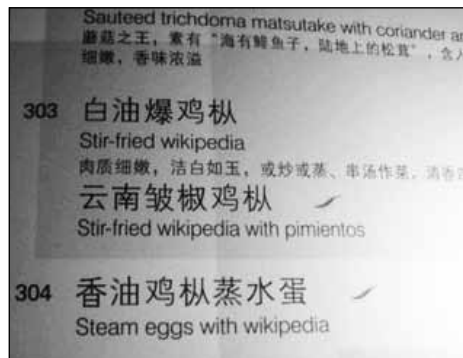 Sauteed trichdoma matsutake with coriander
蘑菇之王，素有“海有鲱鱼子，陆地上的松茸”，含
细嫩，香味浓溢
303 白油爆鸡枞
Stir-fried wikipedia
肉质细嫩，洁白如玉，或炒或蒸、串汤作菜，清香
云南皱椒鸡枞
Stir-fried wikipedia with pimientos
304 香油鸡枞蒸水蛋
Steam eggs with wikipedia